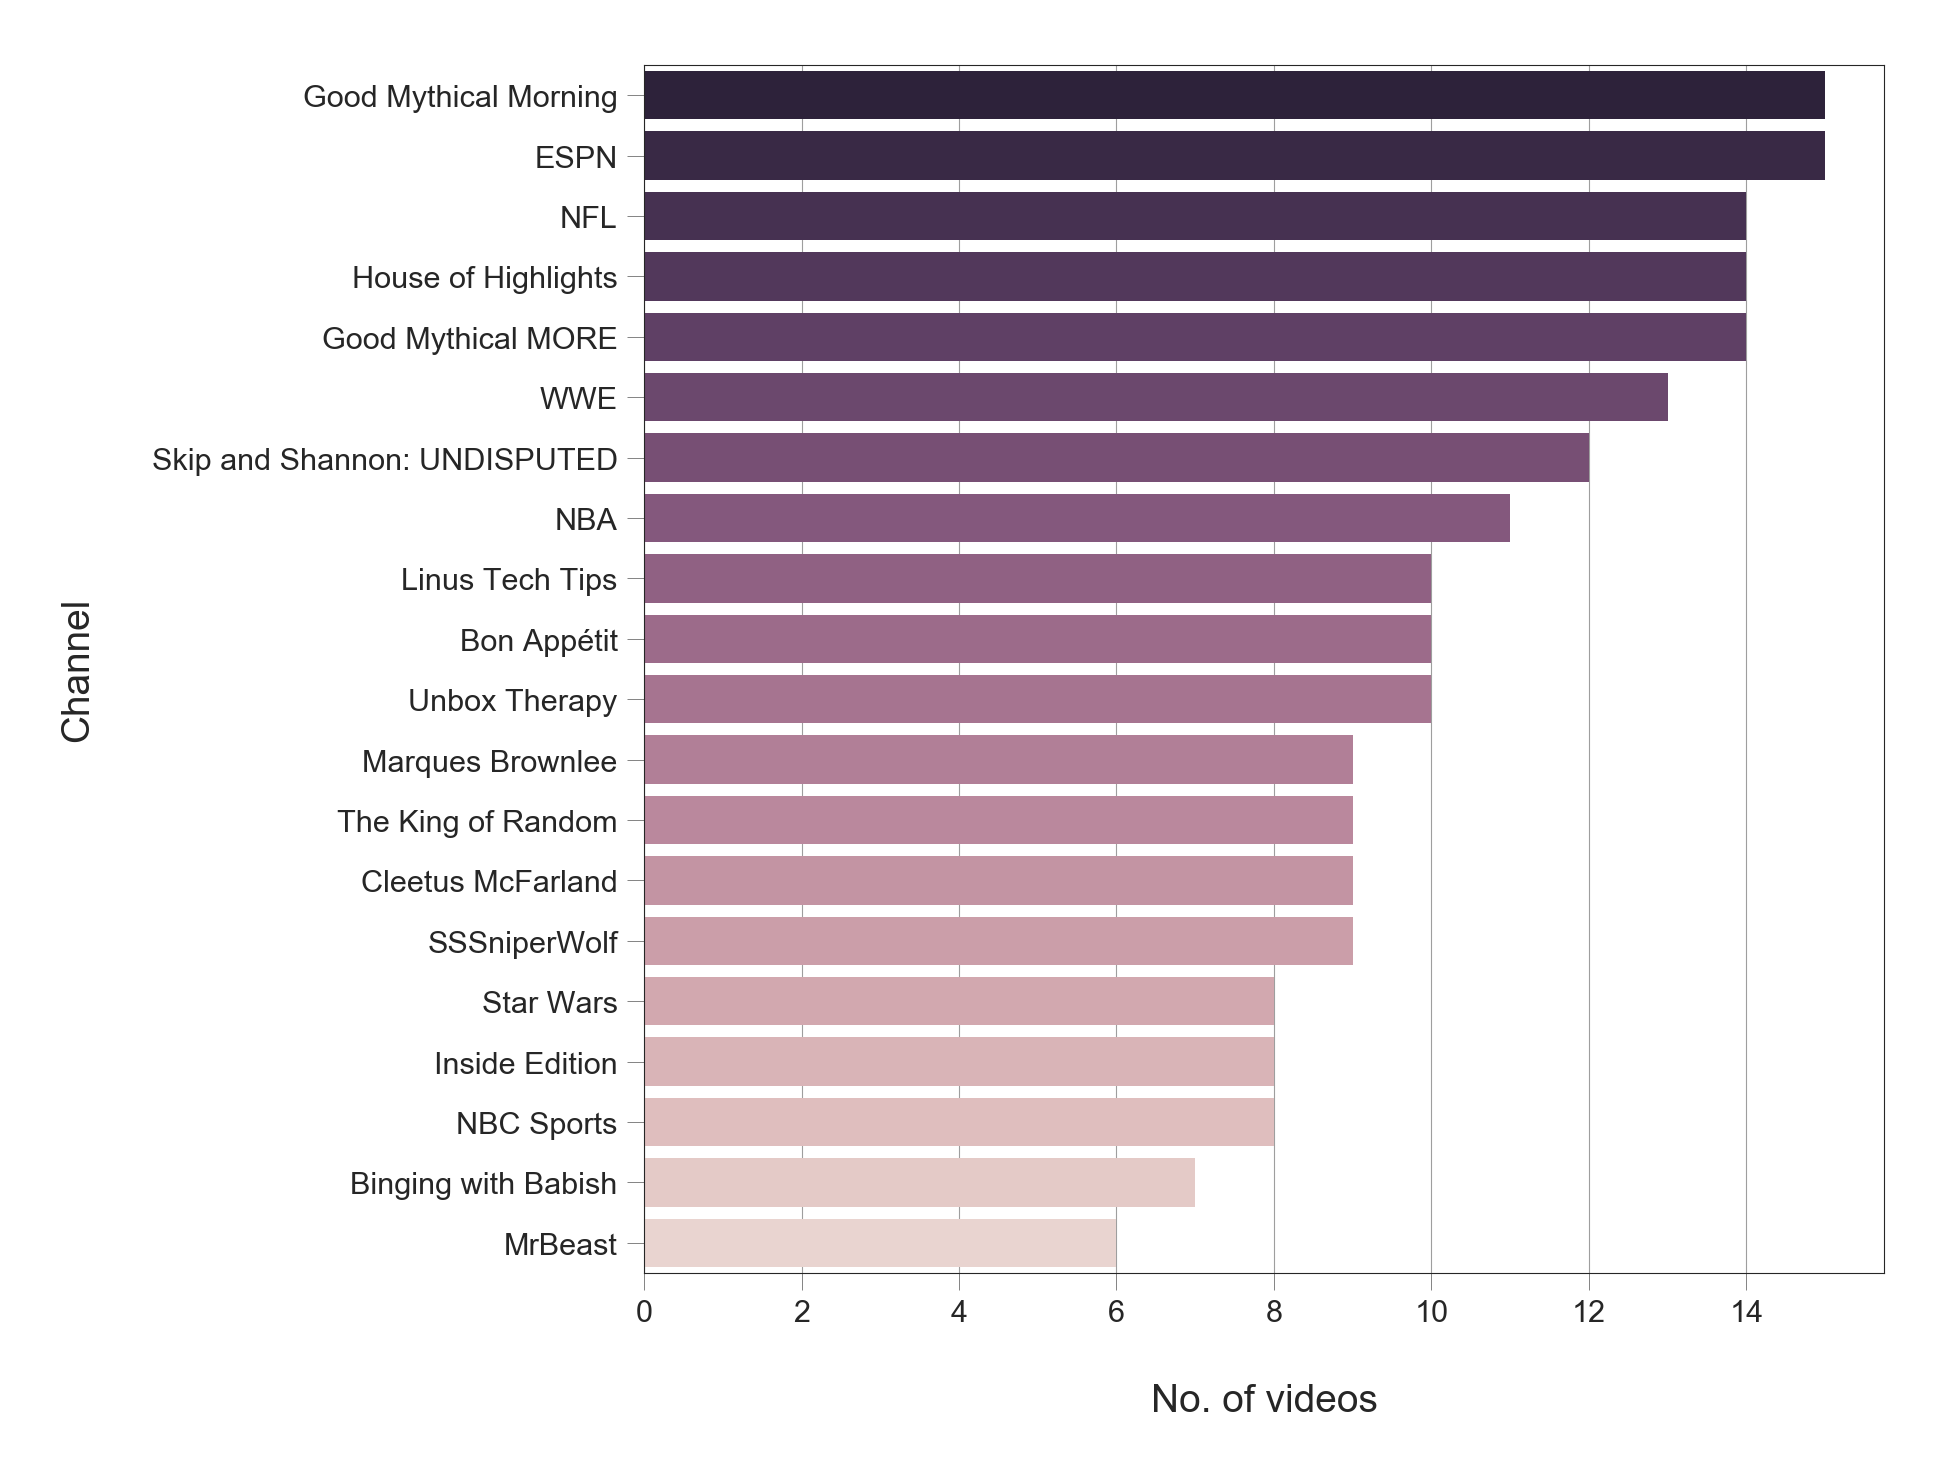 Good Mythical Morning
ESPN
NFL
House of Highlights
Good Mythical MORE
WWE
Skip and Shannon: UNDISPUTED
NBA
Linus Tech Tips
Bon Appétit
Unbox Therapy
Marques Brownlee
The King of Random
Cleetus McFarland
SSSniperWolf
Star Wars
Inside Edition
NBC Sports
Binging with Babish
MrBeast
Channel
0 2 4 6 8 10 12 14
No. of videos